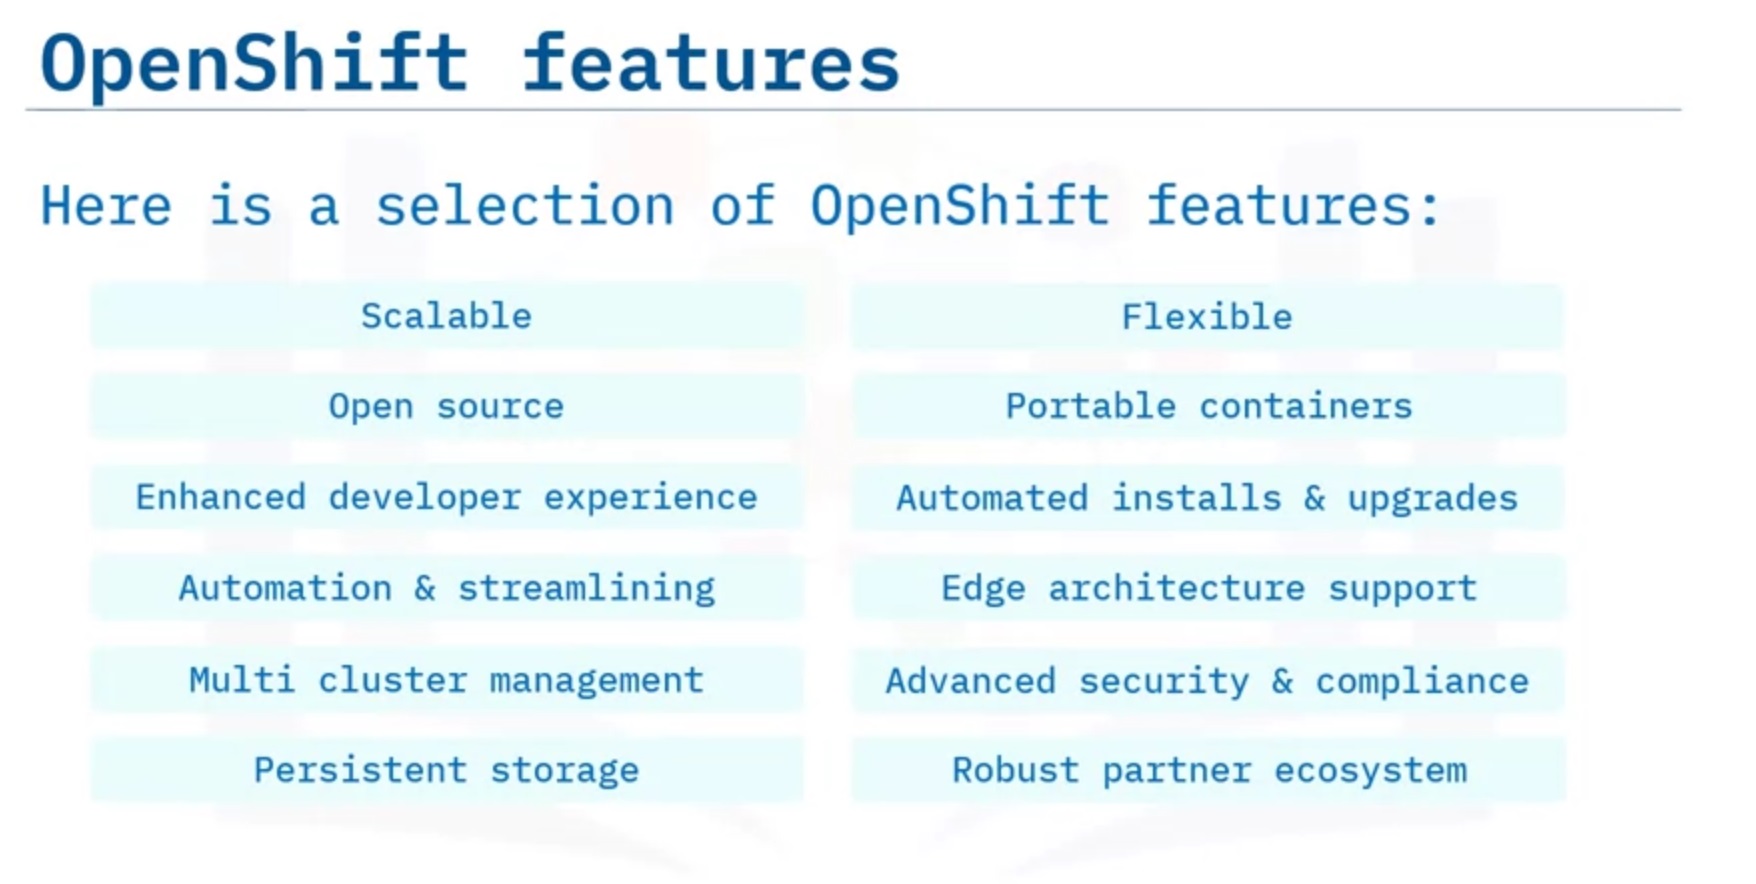 OpenShift features
Here is a selection of OpenShift features:
Scalable
Flexible
Open source
Portable containers
Enhanced developer experience
Automated installs & upgrades
Automation & streamlining
Edge architecture support
Multi cluster management
Advanced security & compliance
Persistent storage
Robust partner ecosystem